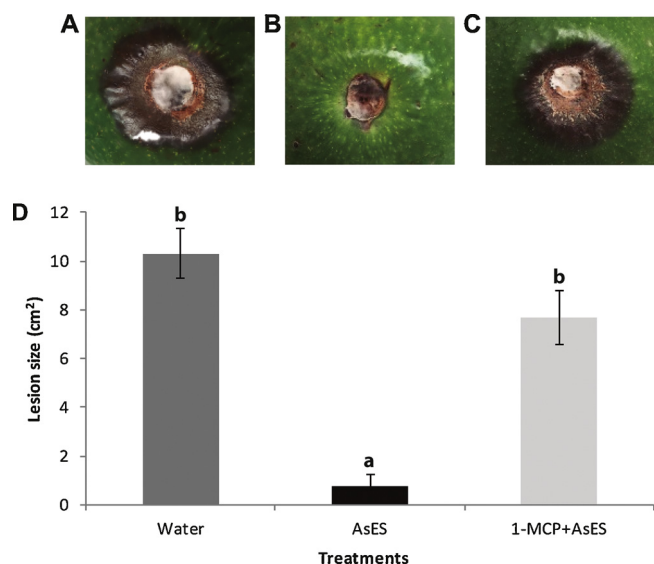 A B C
D
12
10
8
6
4
2
0
Lesion size (cm²)
b
a
b
Water AsES 1-MCP+AsES
Treatments